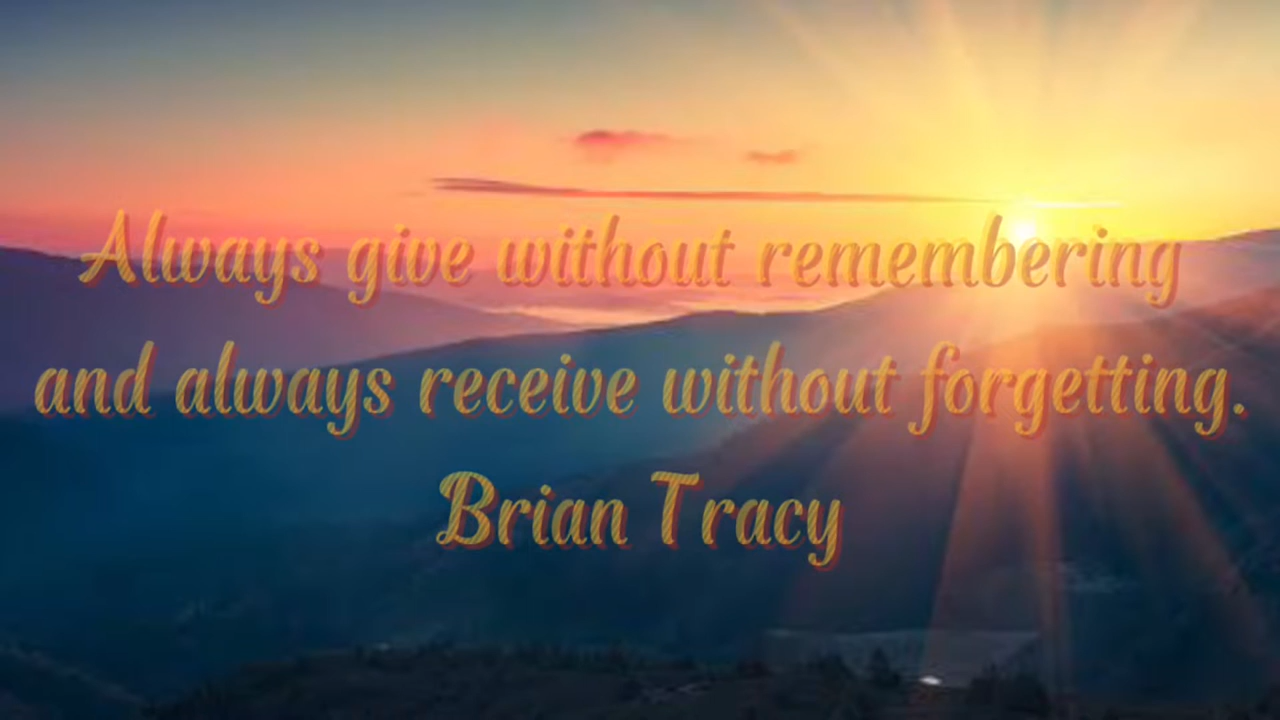 Always give without remembering
and always receive without forgetting.
Brian Tracy